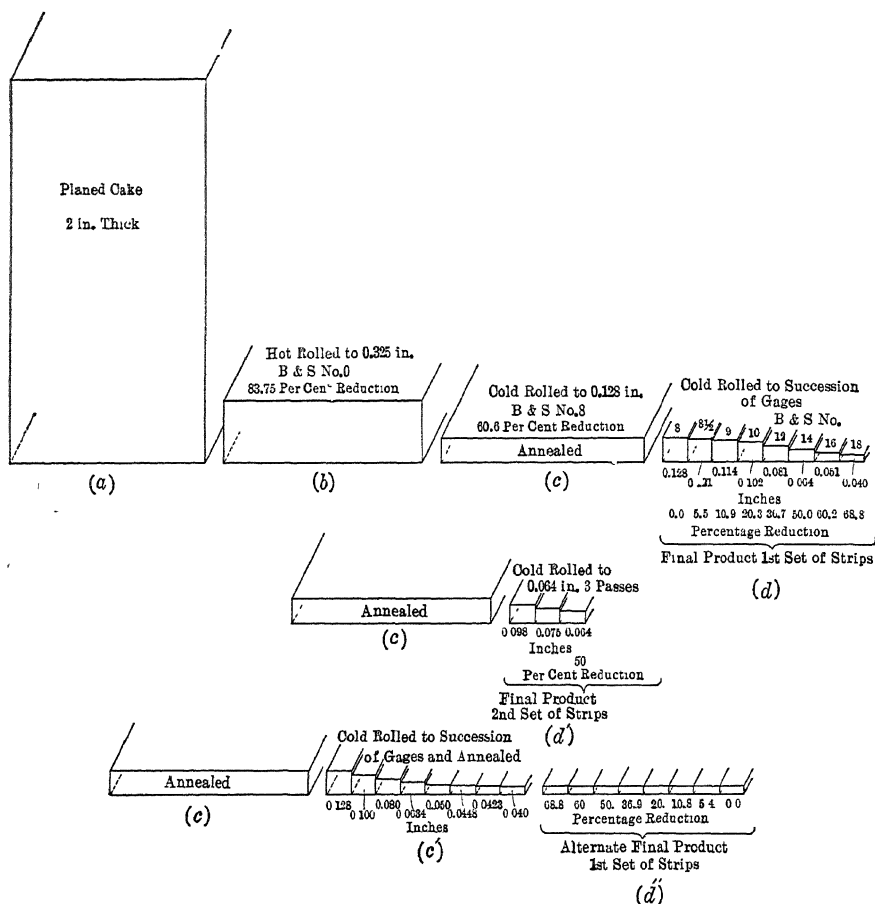 Planed Cake
2 in. Thick
(a)
Hot Rolled to 0.325 in.
B & S No.0
83.75 Per Cent Reduction
(b)
Cold Rolled to 0.128 in.
B & S No.8
60.6 Per Cent Reduction
Annealed
(c)
Cold Rolled to Succession
of Gages
B & S No.
8 8½ 9 10 12 14 16 18
0.128 0.114 0.081 0.051
0.121 0.102 0.064 0.040
Inches
0.0 5.5 10.9 20.3 36.7 50.0 60.2 68.8
Percentage Reduction
Final Product 1st Set of Strips
(d)
Annealed
(c)
Cold Rolled to
0.064 in. 3 Passes
0 098 0.075 0.064
Inches
50
Per Cent Reduction
Final Product
2nd Set of Strips
(d')
Annealed
(c)
Cold Rolled to Succession
of Gages and Annealed
0 128 0.080 0.050 0.0423
0 100 0 0634 0.0448 0 040
Inches
(c')
68.8 60 50. 36.9 20. 10.8 5 4 0 0
Percentage Reduction
Alternate Final Product
1st Set of Strips
(d'')